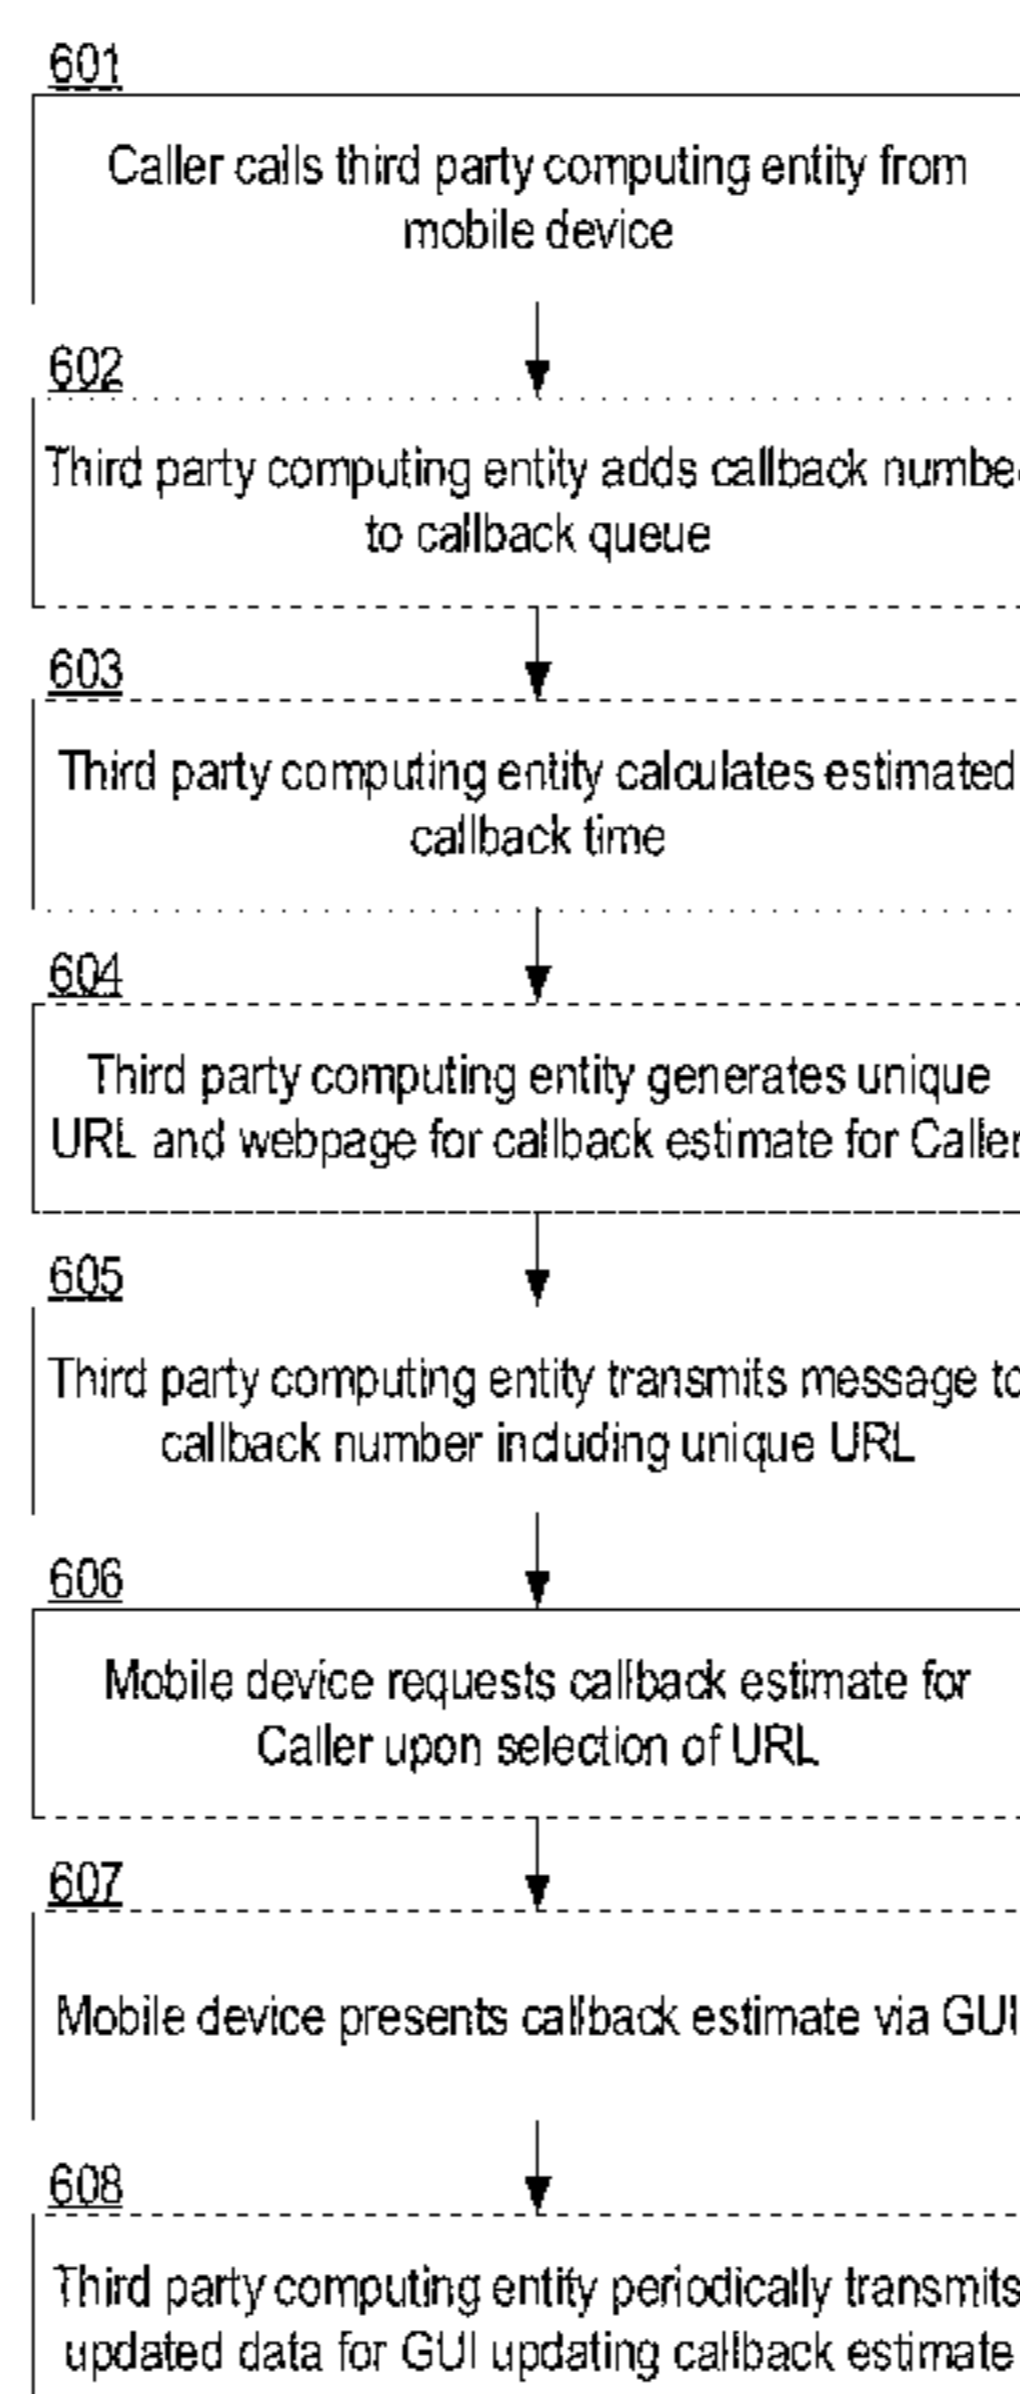 601
Caller calls third party computing entity from
mobile device
602
Third party computing entity adds callback numbe
to callback queue
603
Third party computing entity calculates estimated
callback time
604
Third party computing entity generates unique
URL and webpage for callback estimate for Caller
605
Third party computing entity transmits message to
callback number including unique URL
606
Mobile device requests callback estimate for
Caller upon selection of URL
607
Mobile device presents callback estimate via GUI
608
Third party computing entity periodically transmits
updated data for GUI updating callback estimate